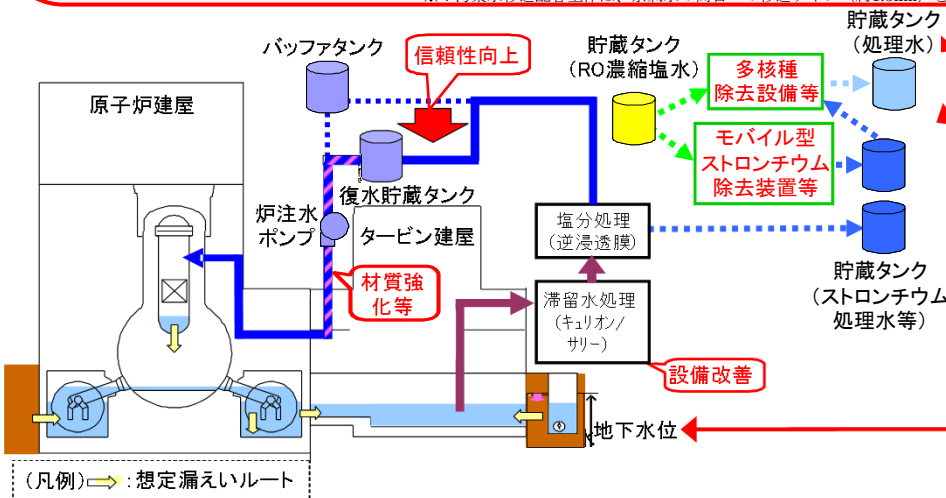 バッファタンク
信頼性向上
貯蔵タンク
(RO濃縮塩水)
貯蔵タンク
(処理水)
多核種
除去設備等
原子炉建屋
モバイル型
ストロンチウム
除去装置等
復水貯蔵タンク
炉注水
ポンプ
タービン建屋
塩分処理
(逆浸透膜)
材質強
化等
滞留水処理
(キュリオン/
サリー)
貯蔵タンク
(ストロンチウム
処理水等)
設備改善
地下水位
(凡例) :想定漏えいルート